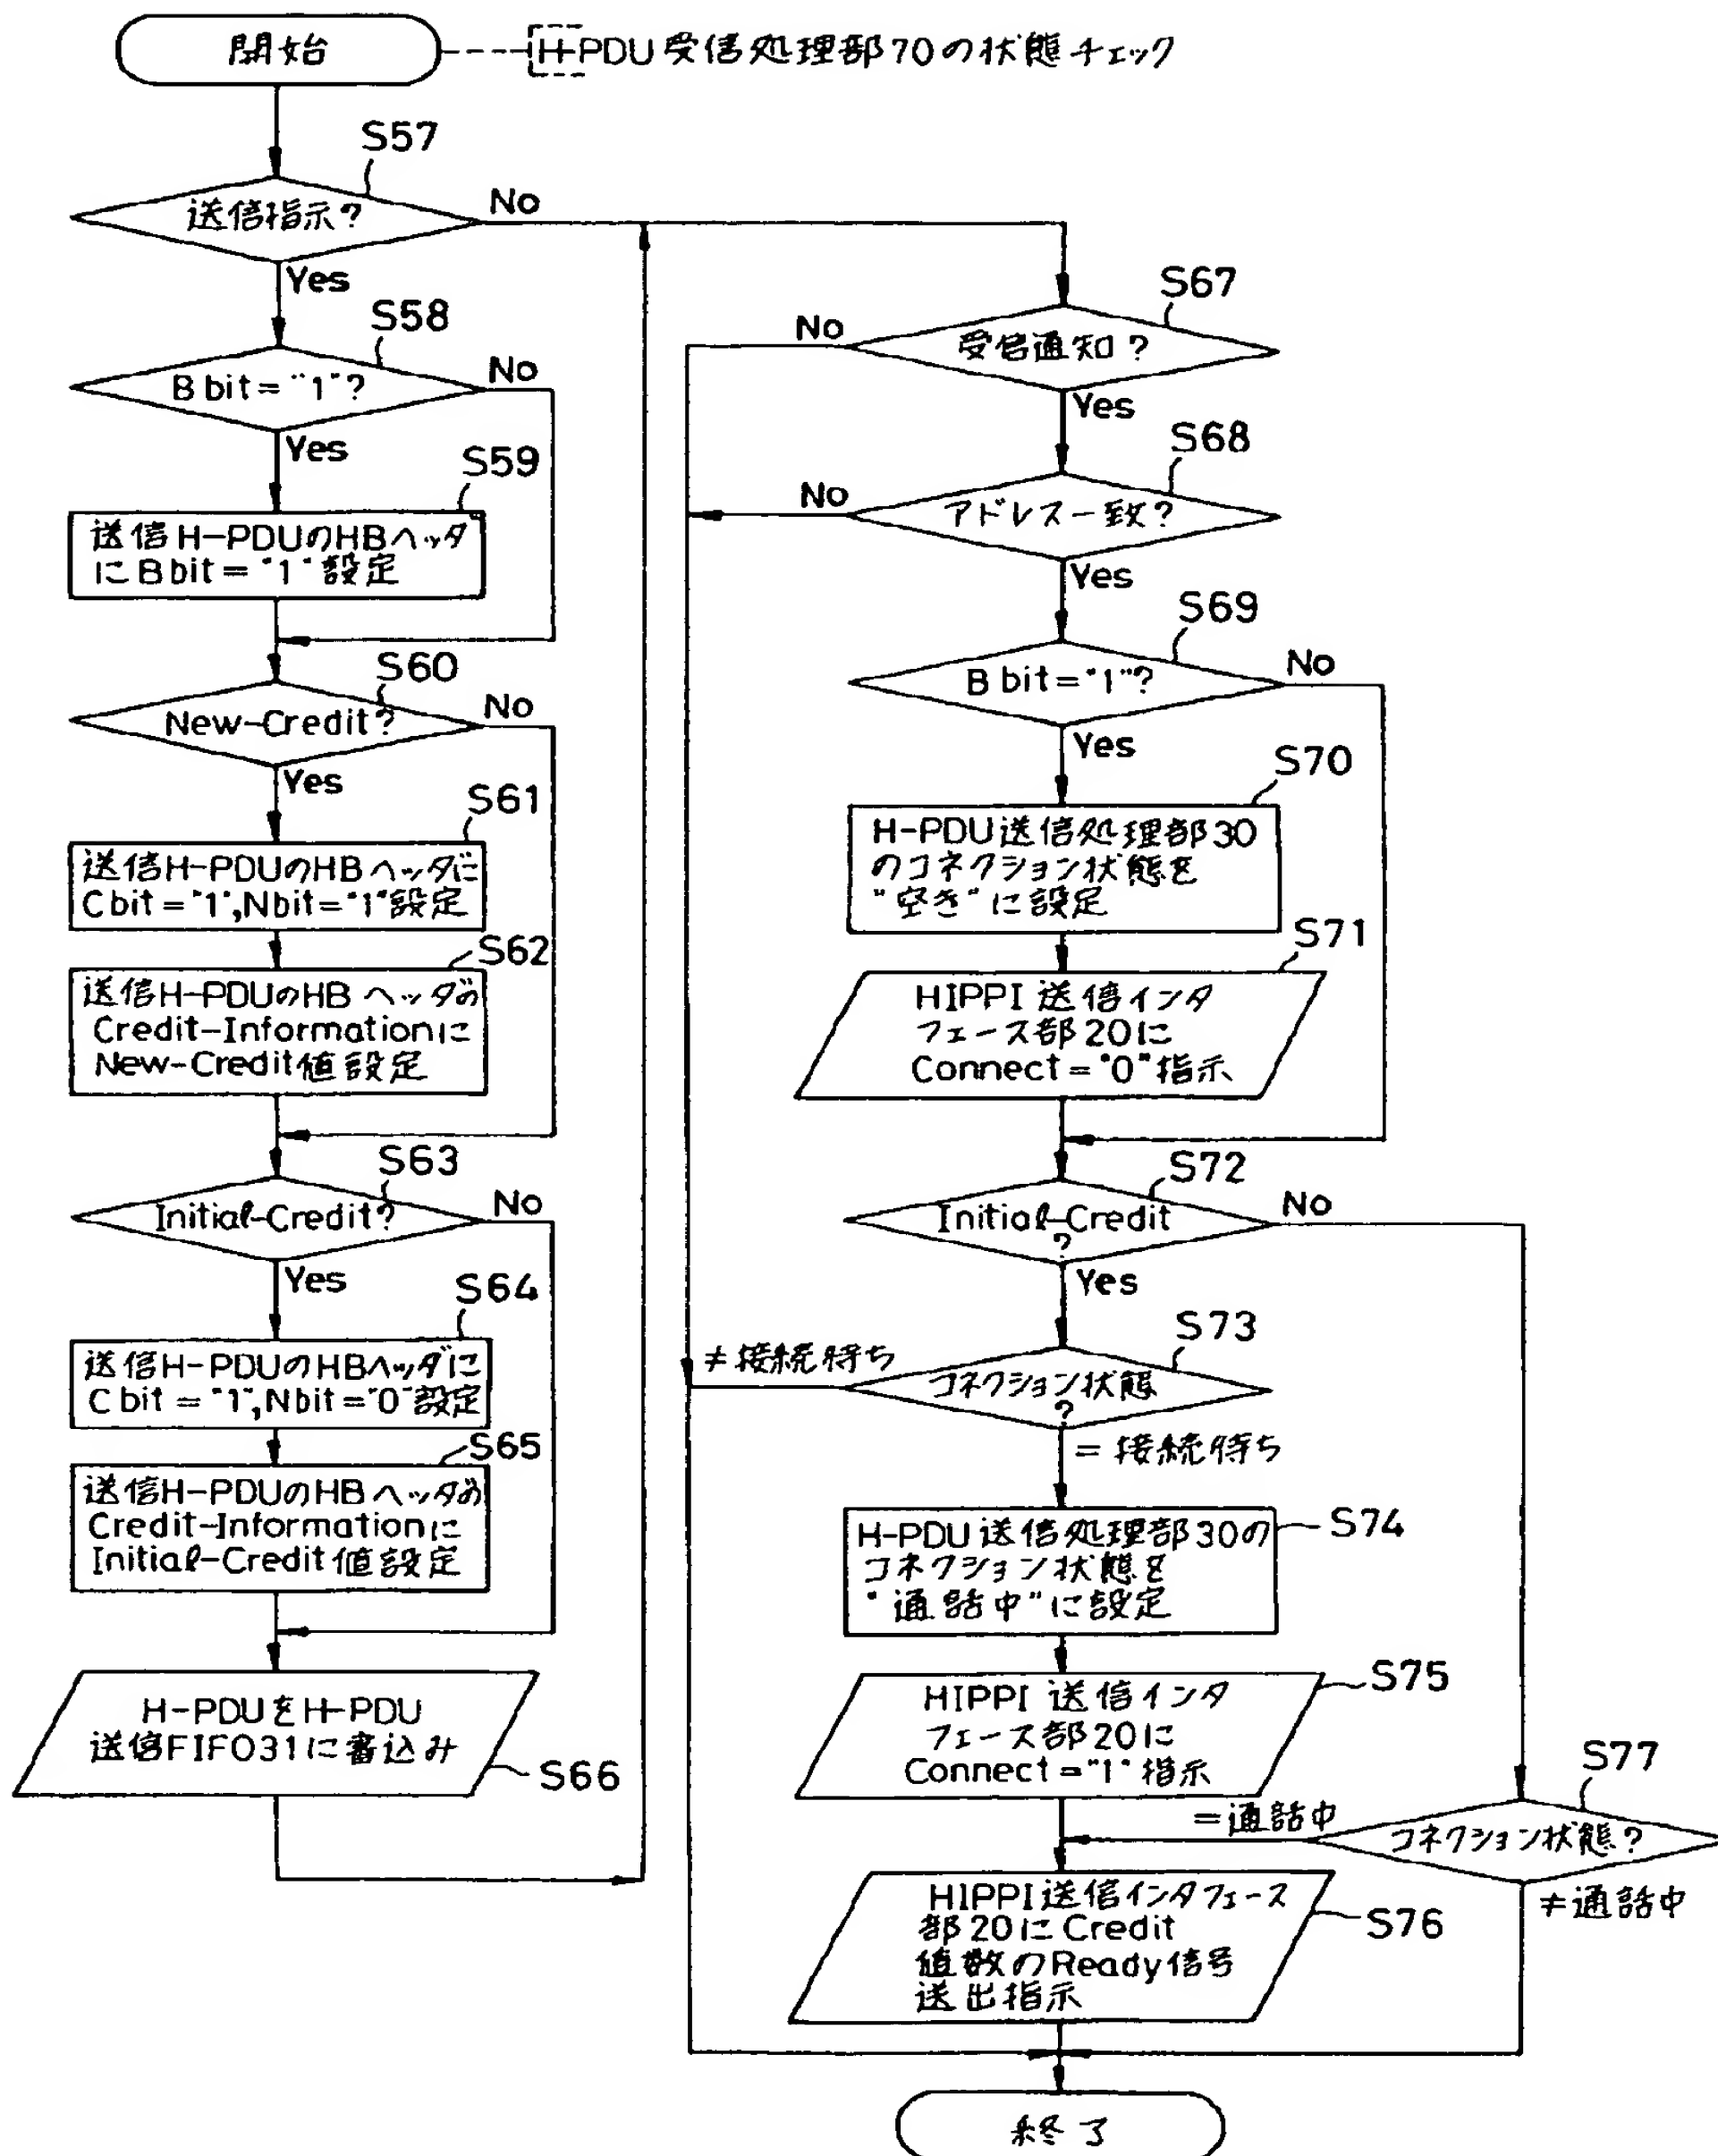 開始
H-PDU受信処理部70の状態チェック
S57
送信指示?
No
Yes
S58
B bit="1"?
No
Yes
S59
送信H-PDUのHBヘッダ
にB bit="1"設定
S60
New-Credit?
No
Yes
S61
送信H-PDUのHBヘッダに
C bit="1",N bit="1"設定
S62
送信H-PDUのHBヘッダの
Credit-Informationに
New-Credit値設定
S63
Initial-Credit?
No
Yes
S64
送信H-PDUのHBヘッダに
C bit="1",N bit="0"設定
S65
送信H-PDUのHBヘッダの
Credit-Informationに
Initial-Credit値設定
H-PDUをH-PDU
送信FIFO31に書込み
S66
S67
受信通知?
No
Yes
S68
アドレス一致?
No
Yes
S69
B bit="1"?
No
Yes
S70
H-PDU送信処理部30
のコネクション状態を
"空き"に設定
S71
HIPPI送信インタ
フェース部20に
Connect="0"指示
S72
Initial-Credit
?
No
Yes
S73
コネクション状態
?
≠接続待ち
=接続待ち
S74
H-PDU送信処理部30の
コネクション状態を
"通話中"に設定
S75
HIPPI送信インタ
フェース部20に
Connect="1"指示
S77
コネクション状態?
=通話中
≠通話中
HIPPI送信インタフェース
部20にCredit
値数のReady信号
送出指示
S76
終了